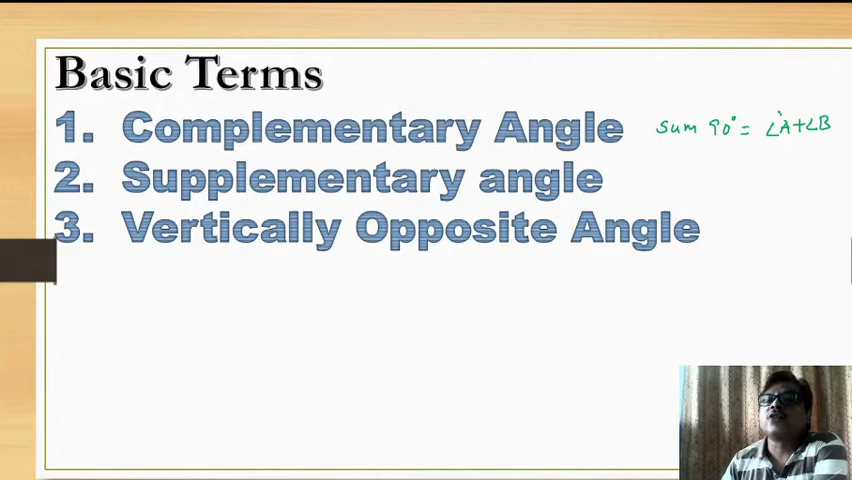 Basic Terms
1. Complementary Angle sum 90° = ∠A+∠B
2. Supplementary angle
3. Vertically Opposite Angle